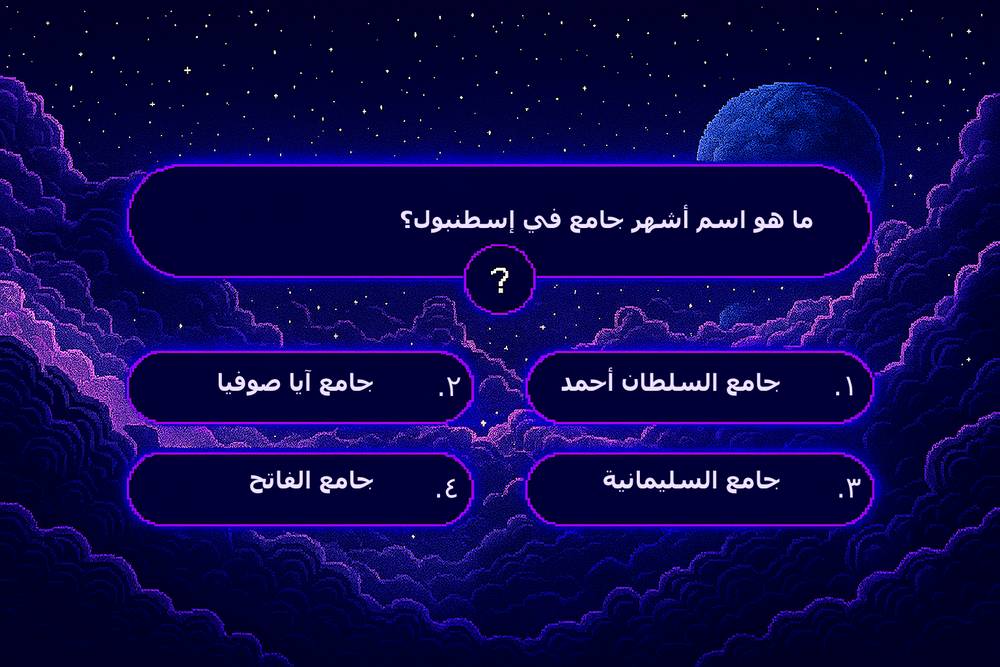 ما هو اسم أشهر جامع في إسطنبول؟
?
١. جامع السلطان أحمد
٢. جامع آيا صوفيا
٣. جامع السليمانية
٤. جامع الفاتح